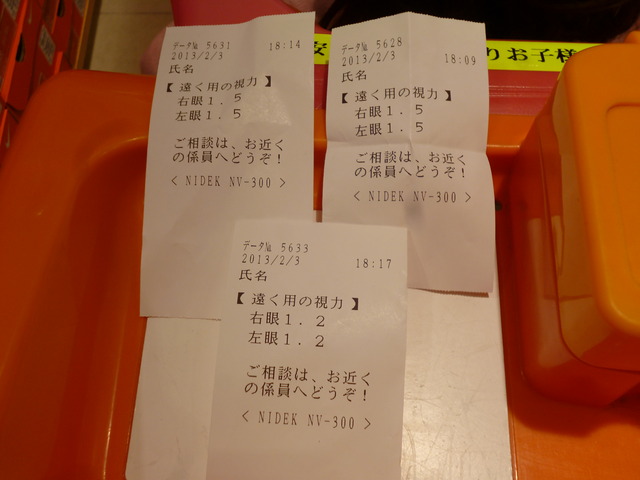 データ№ 5631 18:14
2013/2/3
氏名
【 遠く用の視力 】
右眼１．５
左眼１．５
ご相談は、お近く
の係員へどうぞ！
< NIDEK NV-300 >
データ№ 5628
2013/2/3 18:09
氏名
【 遠く用の視力 】
右眼１．５
左眼１．５
ご相談は、お近く
の係員へどうぞ！
< NIDEK NV-300 >
データ№ 5633
2013/2/3 18:17
氏名
【 遠く用の視力 】
右眼１．２
左眼１．２
ご相談は、お近く
の係員へどうぞ！
< NIDEK NV-300 >
安
りお子様